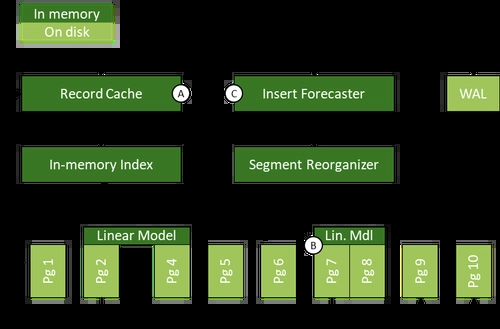 In memory
On disk
Record Cache
A
C
Insert Forecaster
WAL
In-memory Index
Segment Reorganizer
Linear Model
Lin. Mdl
B
Pg 1
Pg 2
Pg 4
Pg 5
Pg 6
Pg 7
Pg 8
Pg 9
Pg 10